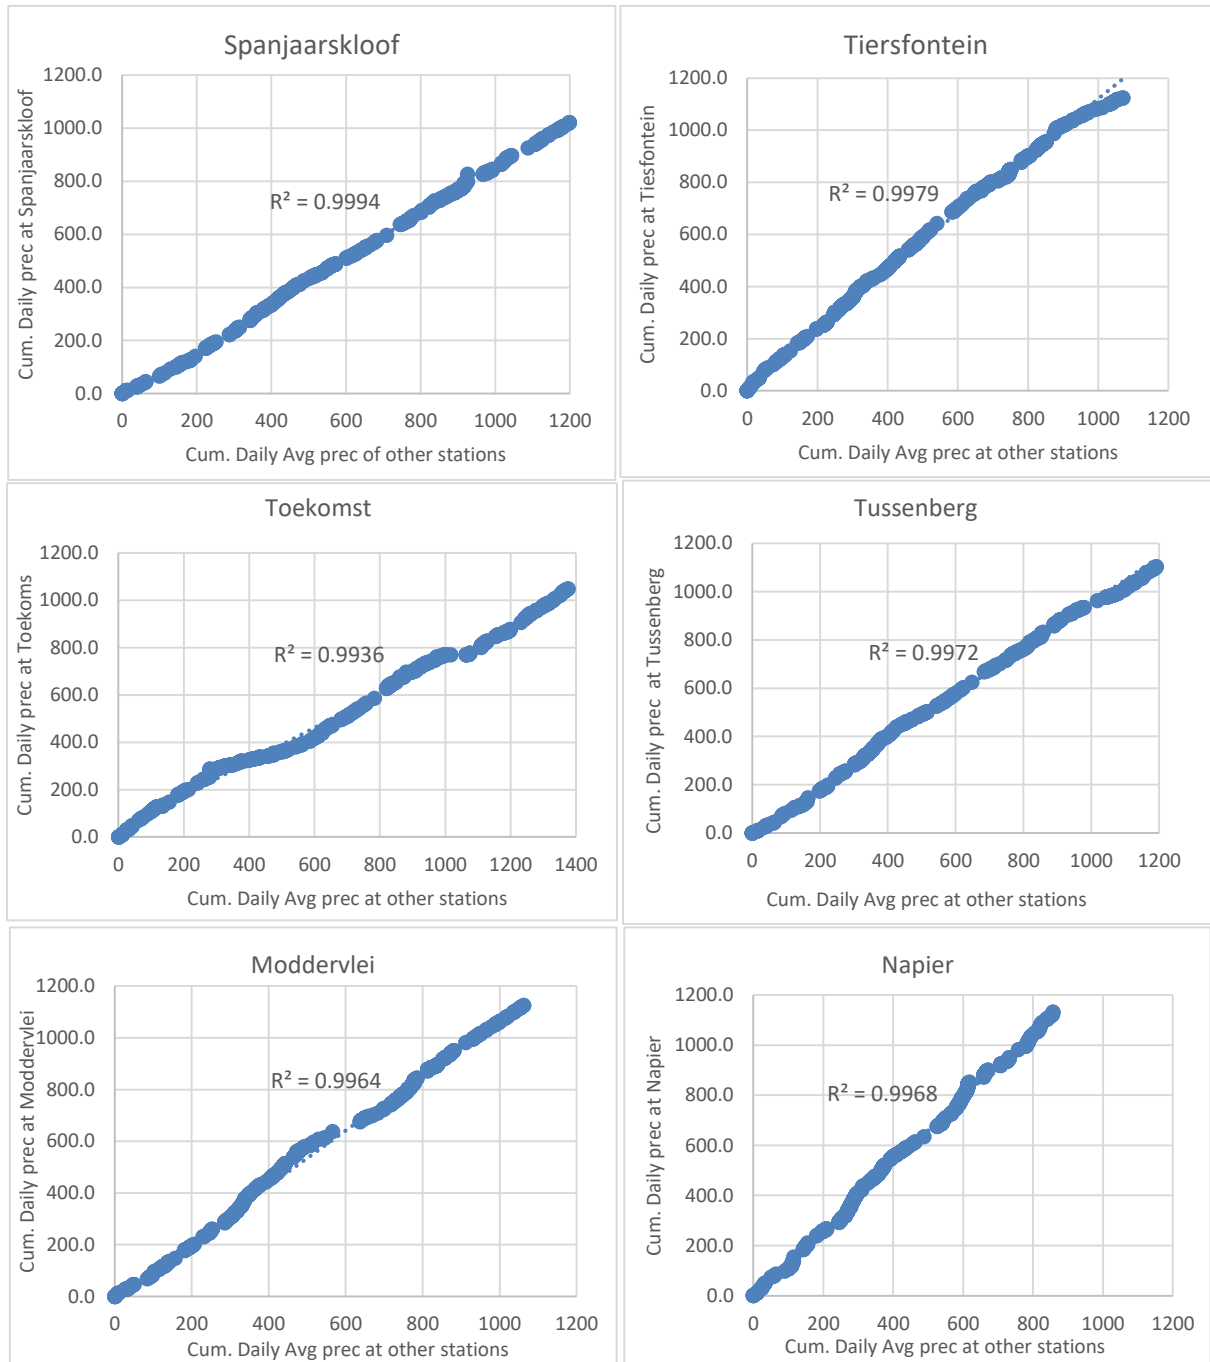 Spanjaarskloof
1200.0
1000.0
800.0
600.0
400.0
200.0
0.0
0 200 400 600 800 1000 1200
Cum. Daily prec at Spanjaarskloof
R² = 0.9994
Cum. Daily Avg prec of other stations
Tiersfontein
1200.0
1000.0
800.0
600.0
400.0
200.0
0.0
0 200 400 600 800 1000 1200
Cum. Daily prec at Tiesfontein
R² = 0.9979
Cum. Daily Avg prec at other stations
Toekomst
1200.0
1000.0
800.0
600.0
400.0
200.0
0.0
0 200 400 600 800 1000 1200 1400
Cum. Daily prec at Toekoms
R² = 0.9936
Cum. Daily Avg prec at other stations
Tussenberg
1200.0
1000.0
800.0
600.0
400.0
200.0
0.0
0 200 400 600 800 1000 1200
Cum. Daily prec at Tussenberg
R² = 0.9972
Cum. Daily Avg prec at other stations
Moddervlei
1200.0
1000.0
800.0
600.0
400.0
200.0
0.0
0 200 400 600 800 1000 1200
Cum. Daily prec at Moddervlei
R² = 0.9964
Cum. Daily Avg prec at other stations
Napier
1200.0
1000.0
800.0
600.0
400.0
200.0
0.0
0 200 400 600 800 1000 1200
Cum. Daily prec at Napier
R² = 0.9968
Cum. Daily Avg prec at other stations